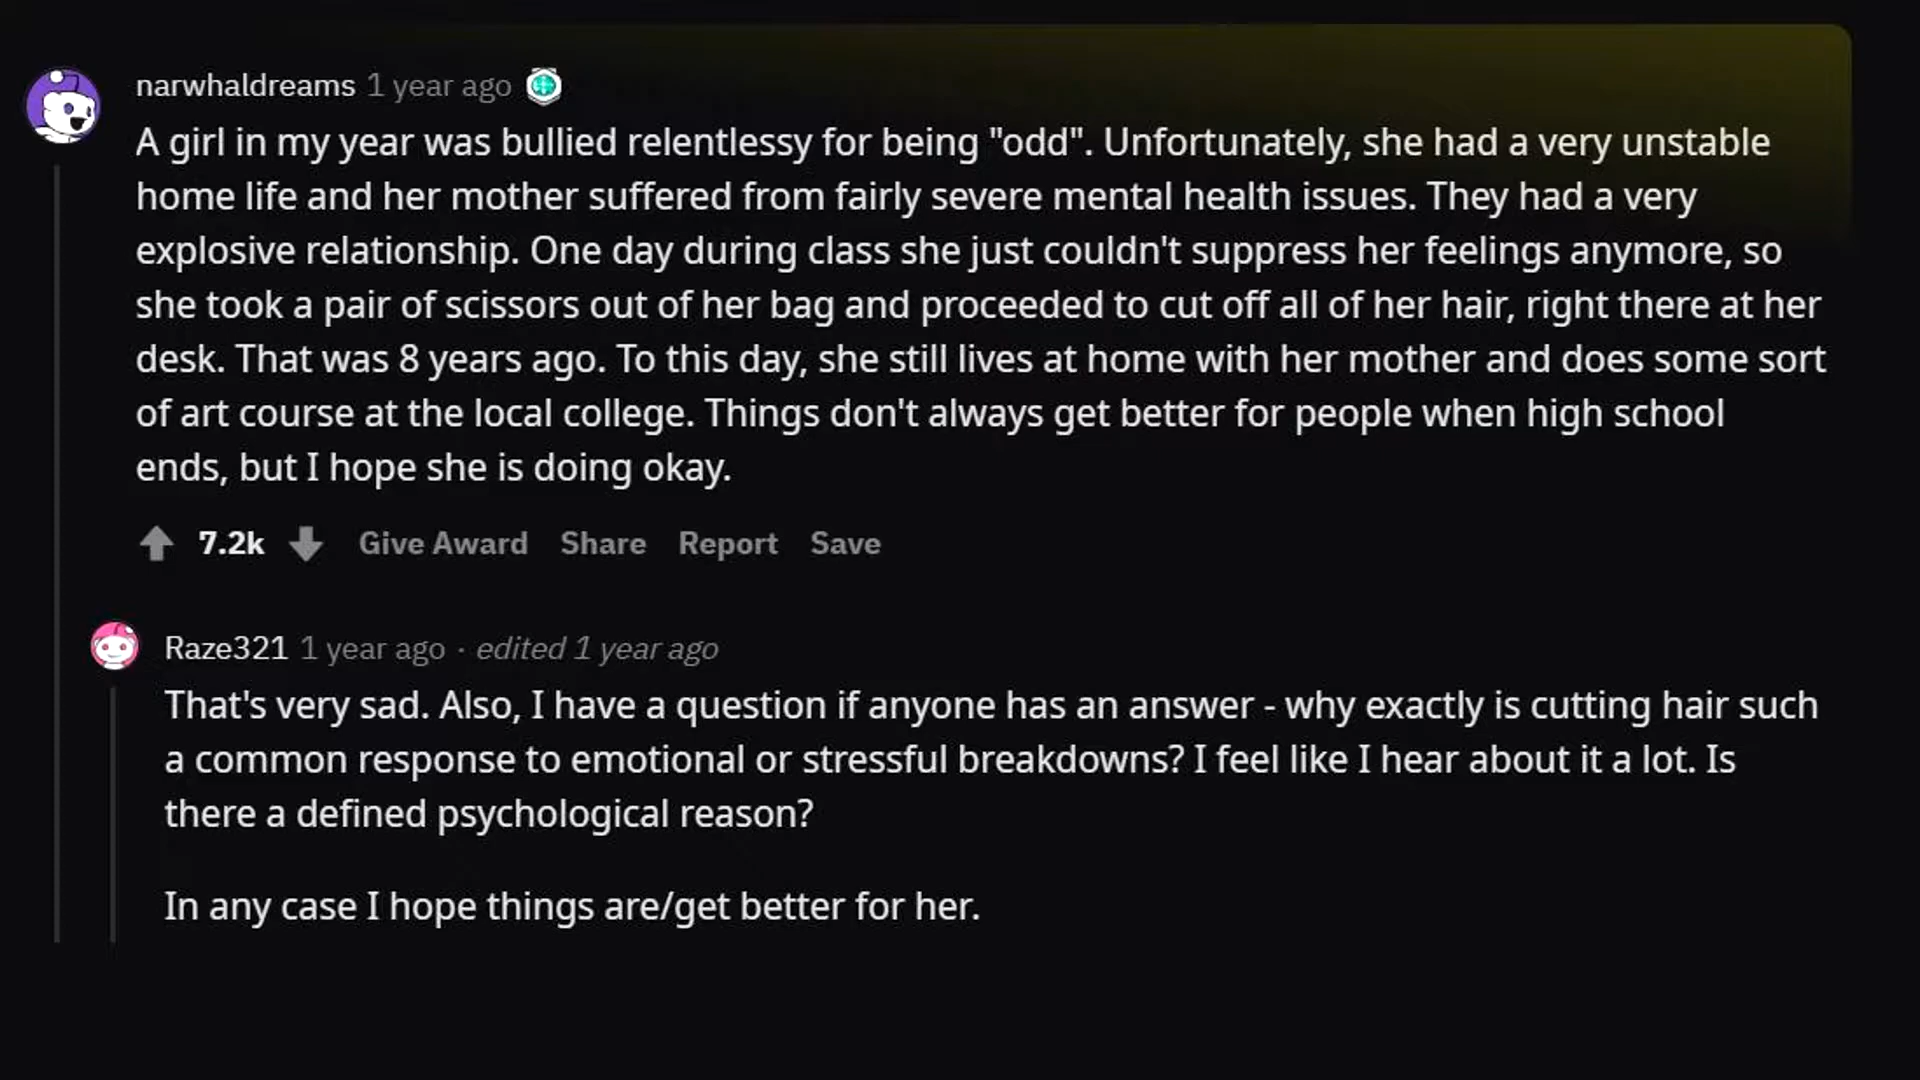 narwhaldreams 1 year ago
A girl in my year was bullied relentlessy for being "odd". Unfortunately, she had a very unstable
home life and her mother suffered from fairly severe mental health issues. They had a very
explosive relationship. One day during class she just couldn't suppress her feelings anymore, so
she took a pair of scissors out of her bag and proceeded to cut off all of her hair, right there at her
desk. That was 8 years ago. To this day, she still lives at home with her mother and does some sort
of art course at the local college. Things don't always get better for people when high school
ends, but I hope she is doing okay.
7.2k Give Award Share Report Save
Raze321 1 year ago · edited 1 year ago
That's very sad. Also, I have a question if anyone has an answer - why exactly is cutting hair such
a common response to emotional or stressful breakdowns? I feel like I hear about it a lot. Is
there a defined psychological reason?
In any case I hope things are/get better for her.